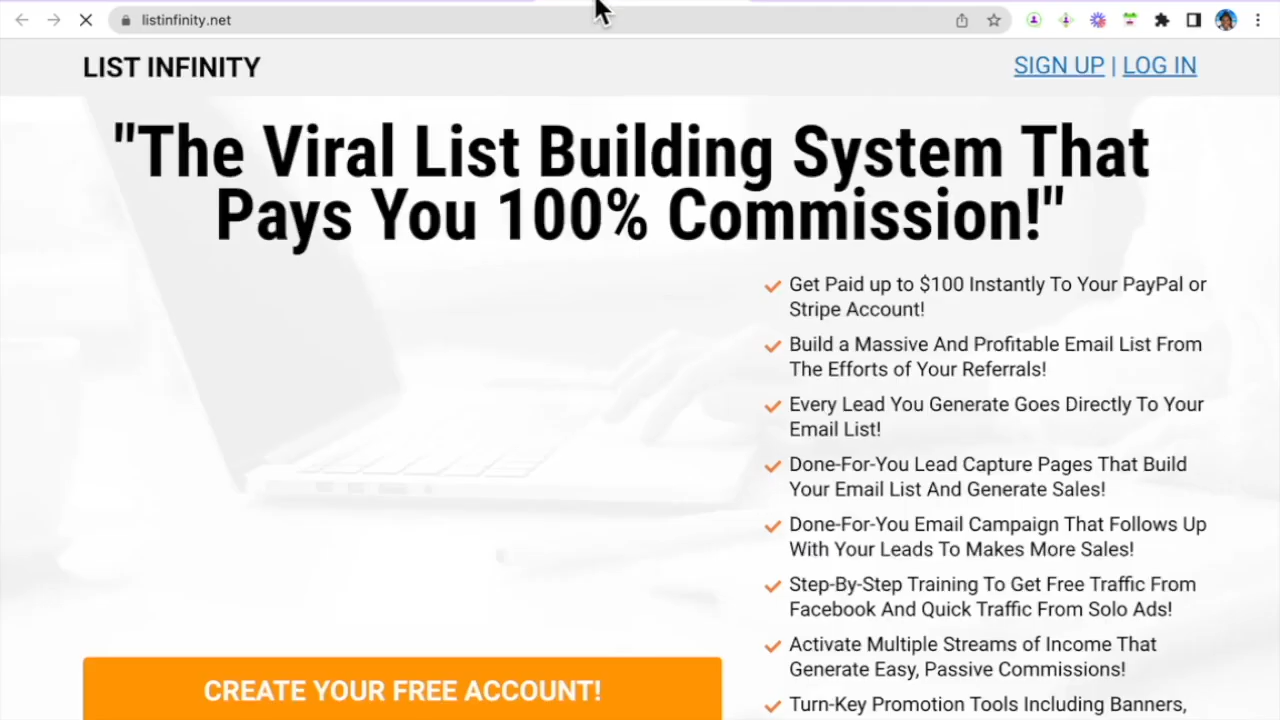 listinfinity.net
LIST INFINITY
SIGN UP | LOG IN
"The Viral List Building System That
Pays You 100% Commission!"
Get Paid up to $100 Instantly To Your PayPal or
Stripe Account!
Build a Massive And Profitable Email List From
The Efforts of Your Referrals!
Every Lead You Generate Goes Directly To Your
Email List!
Done-For-You Lead Capture Pages That Build
Your Email List And Generate Sales!
Done-For-You Email Campaign That Follows Up
With Your Leads To Makes More Sales!
Step-By-Step Training To Get Free Traffic From
Facebook And Quick Traffic From Solo Ads!
Activate Multiple Streams of Income That
Generate Easy, Passive Commissions!
Turn-Key Promotion Tools Including Banners,
CREATE YOUR FREE ACCOUNT!